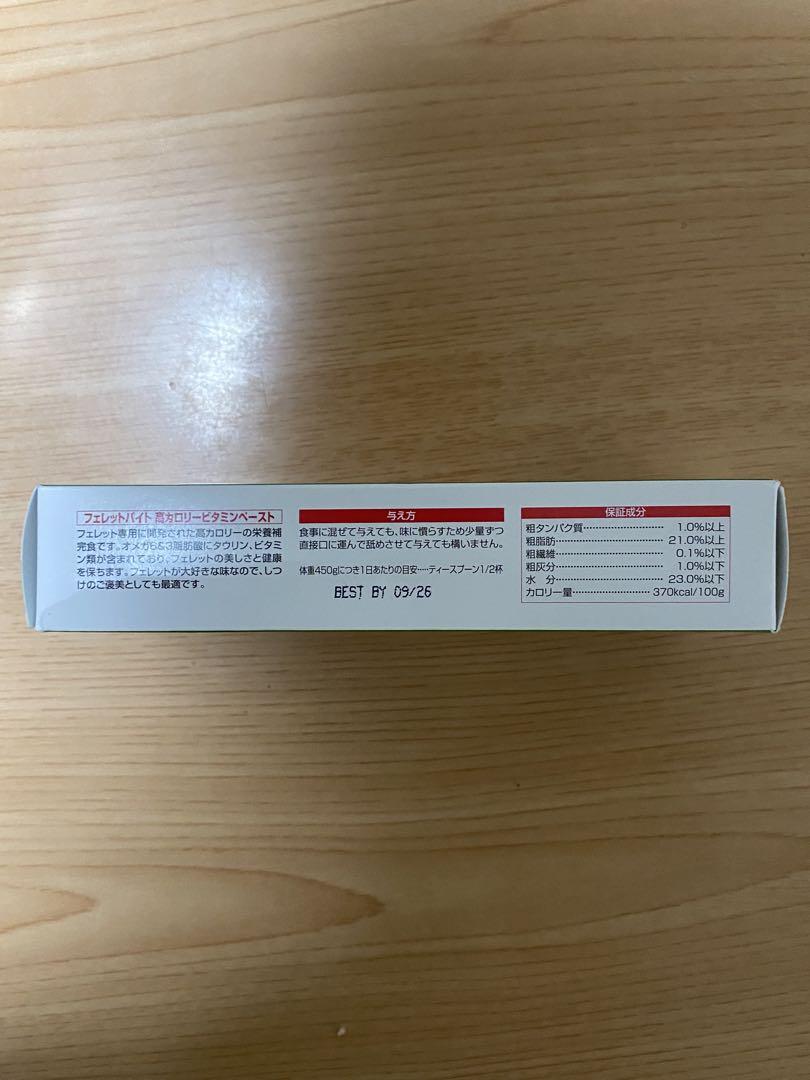 フェレットバイト 高カロリービタミンペースト
フェレット専用に開発された高カロリーの栄養補
完食です。オメガ6&3脂肪酸にタウリン、ビタミ
ン類が含まれており、フェレットの美しさと健康
を保ちます。フェレットが大好きな味なので、しつ
けのご褒美としても最適です。
与え方
食事に混ぜて与えても、味に慣らすため少量ずつ
直接口に運んで舐めさせて与えても構いません。
体重450gにつき1日あたりの目安……ティースプーン1/2杯
BEST BY 09/26
保証成分
粗タンパク質 1.0%以上
粗脂肪 21.0%以上
粗繊維 0.1%以下
粗灰分 1.0%以下
水 分 23.0%以下
カロリー量 370kcal/100g